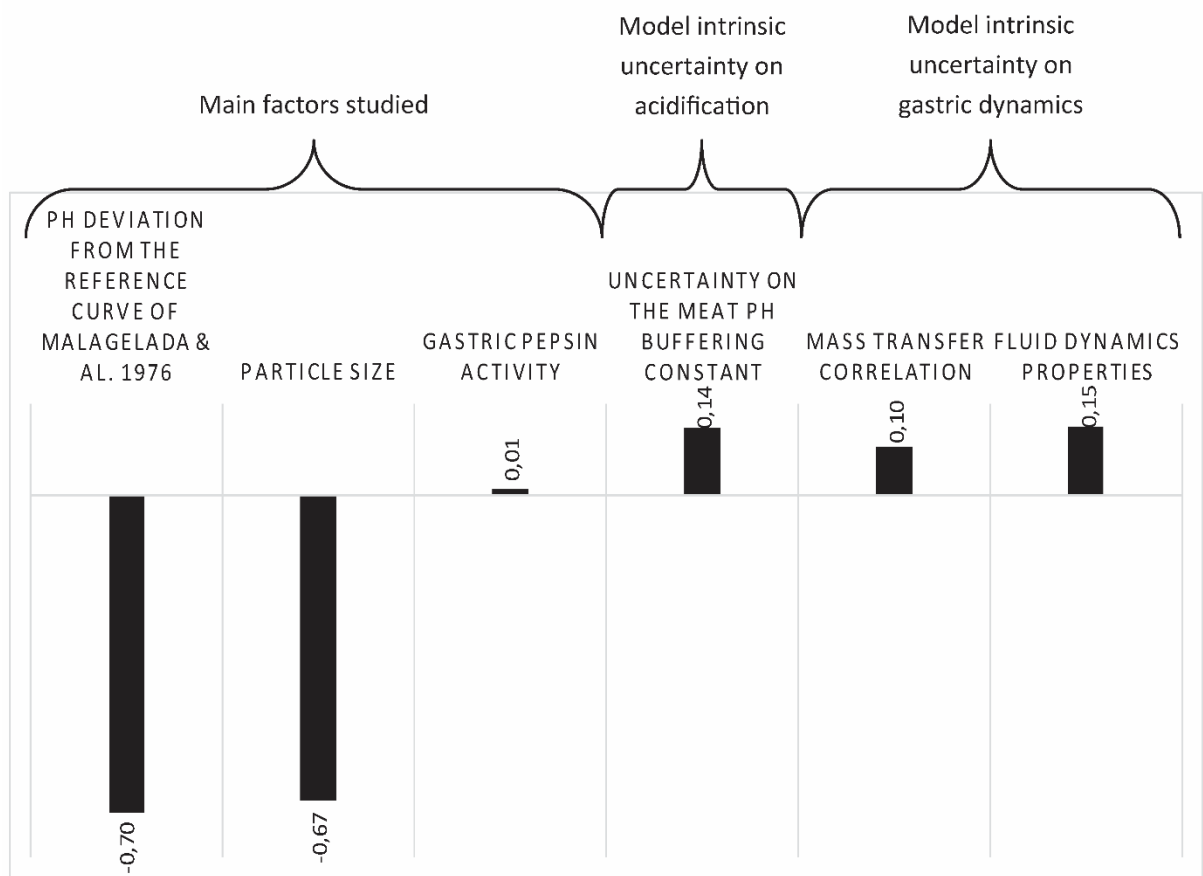 Main factors studied
Model intrinsic
uncertainty on
acidification
Model intrinsic
uncertainty on
gastric dynamics
PH DEVIATION
FROM THE
REFERENCE
CURVE OF
MALAGELADA &
AL. 1976
PARTICLE SIZE
GASTRIC PEPSIN
ACTIVITY
UNCERTAINTY ON
THE MEAT PH
BUFFERING
CONSTANT
MASS TRANSFER
CORRELATION
FLUID DYNAMICS
PROPERTIES
-0,70
-0,67
0,01
0,14
0,10
0,15